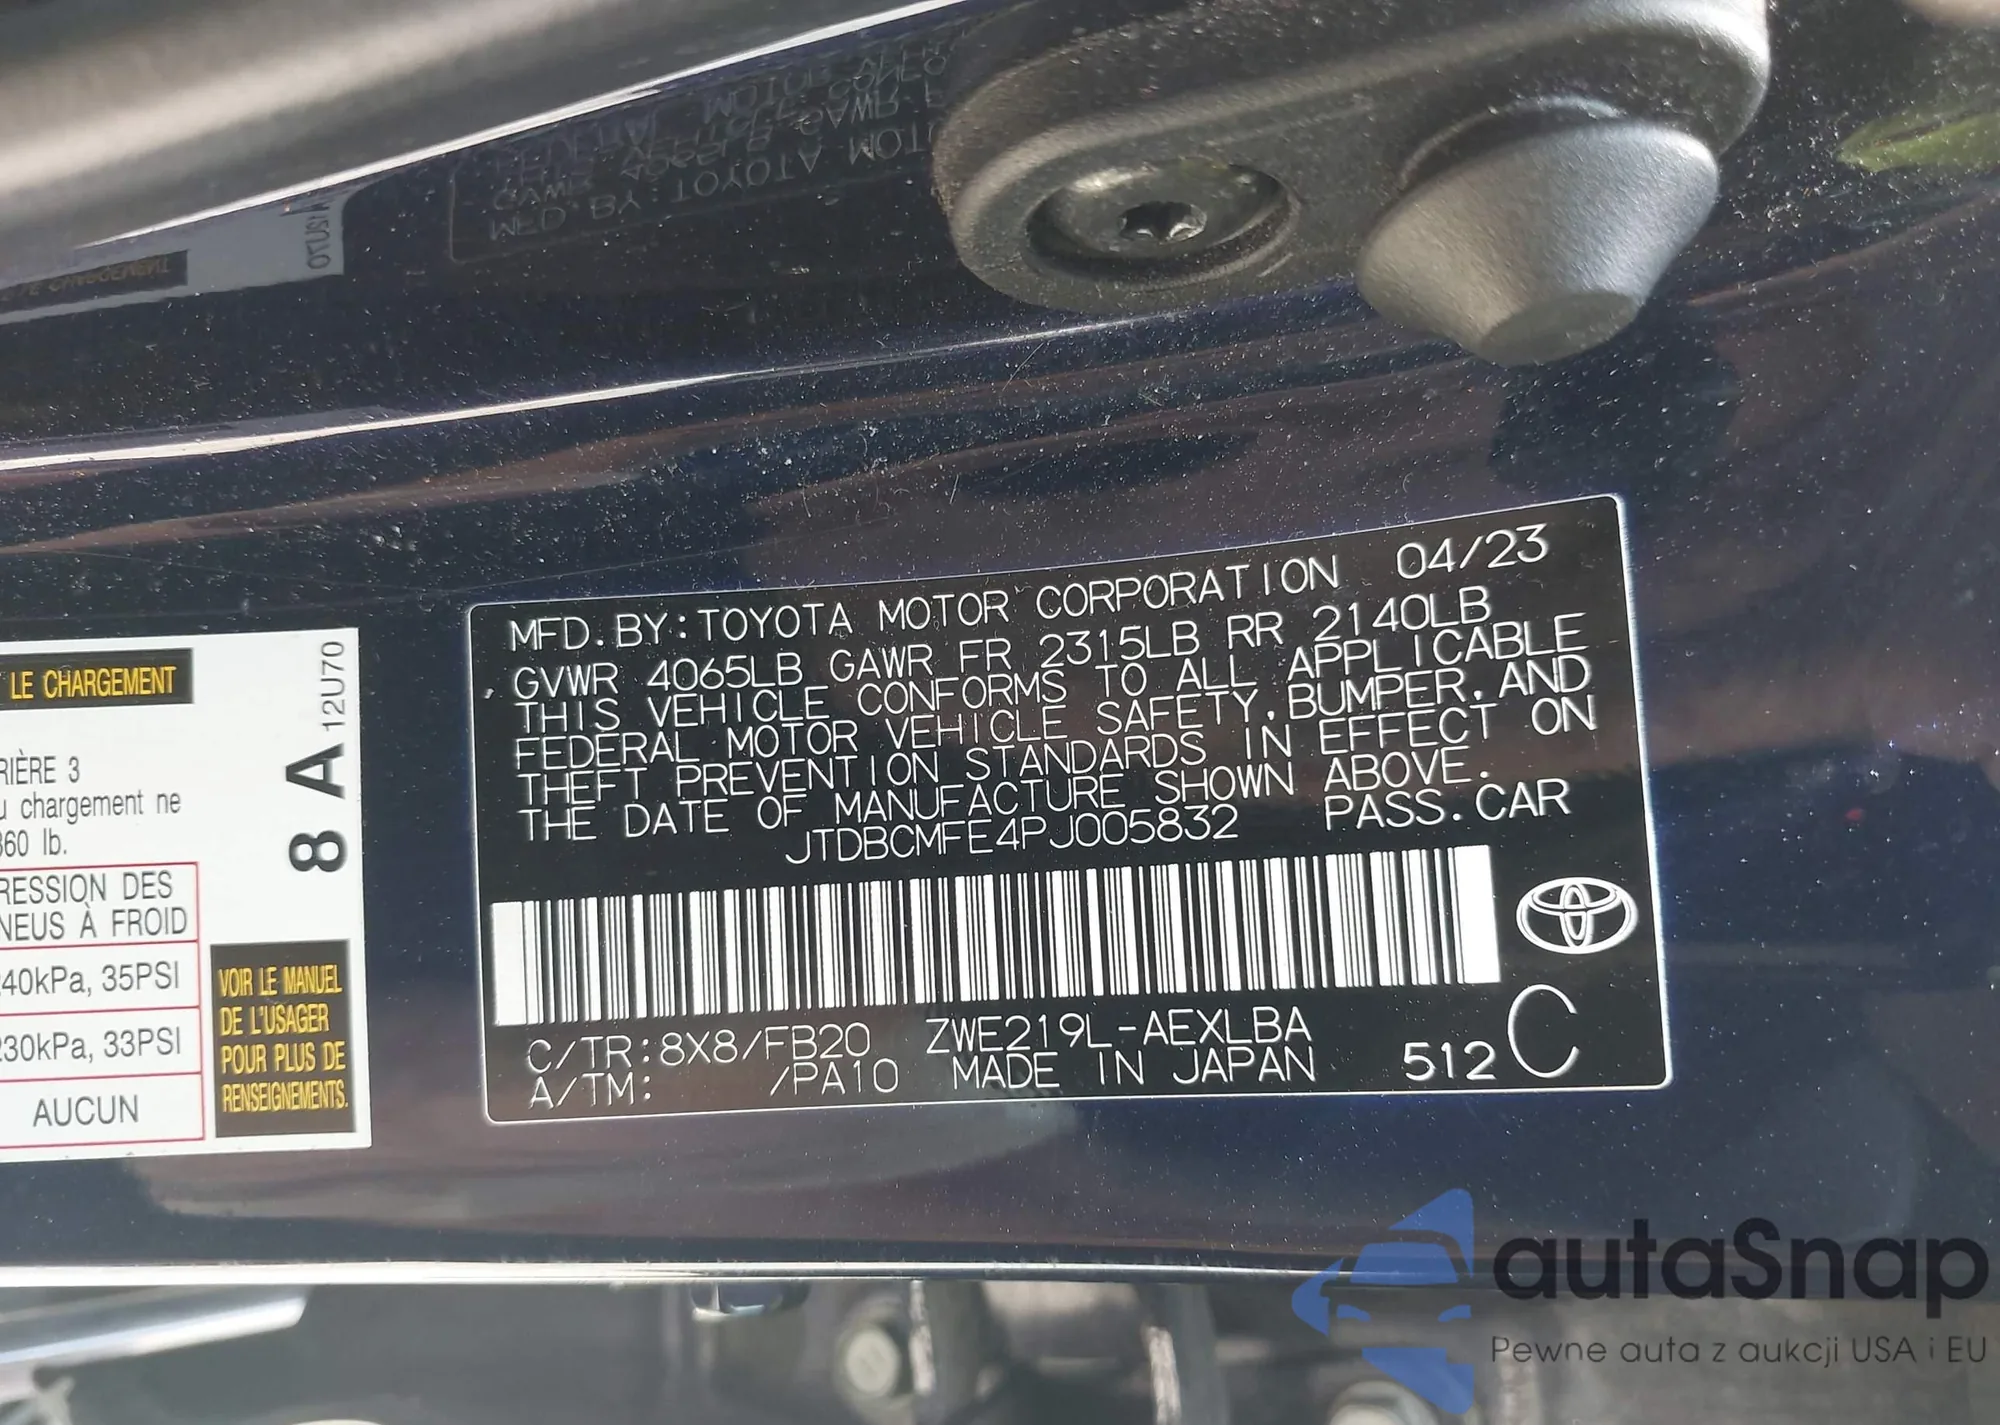 MFD. BY: TOYOTA MOTOR CORPORATION 04/23
GVWR 4065LB GAWR FR 2315LB RR 2140LB
THIS VEHICLE CONFORMS TO ALL APPLICABLE
FEDERAL MOTOR VEHICLE SAFETY, BUMPER, AND
THEFT PREVENTION STANDARDS IN EFFECT ON
THE DATE OF MANUFACTURE SHOWN ABOVE.
JTDBCMFE4PJ005832 PASS. CAR
C/TR: 8X8/FB20 ZWE219L-AEXLBA
A/TM: /PA10 MADE IN JAPAN 512 C
LE CHARGEMENT
12U70
8 A
RIÈRE 3
chargement ne
360 lb.
RESSION DES
NEUS À FROID
240kPa, 35PSI
230kPa, 33PSI
AUCUN
VOIR LE MANUEL
DE L'USAGER
POUR PLUS DE
RENSEIGNEMENTS.
autaSnap
Pewne auta z aukcji USA i EU